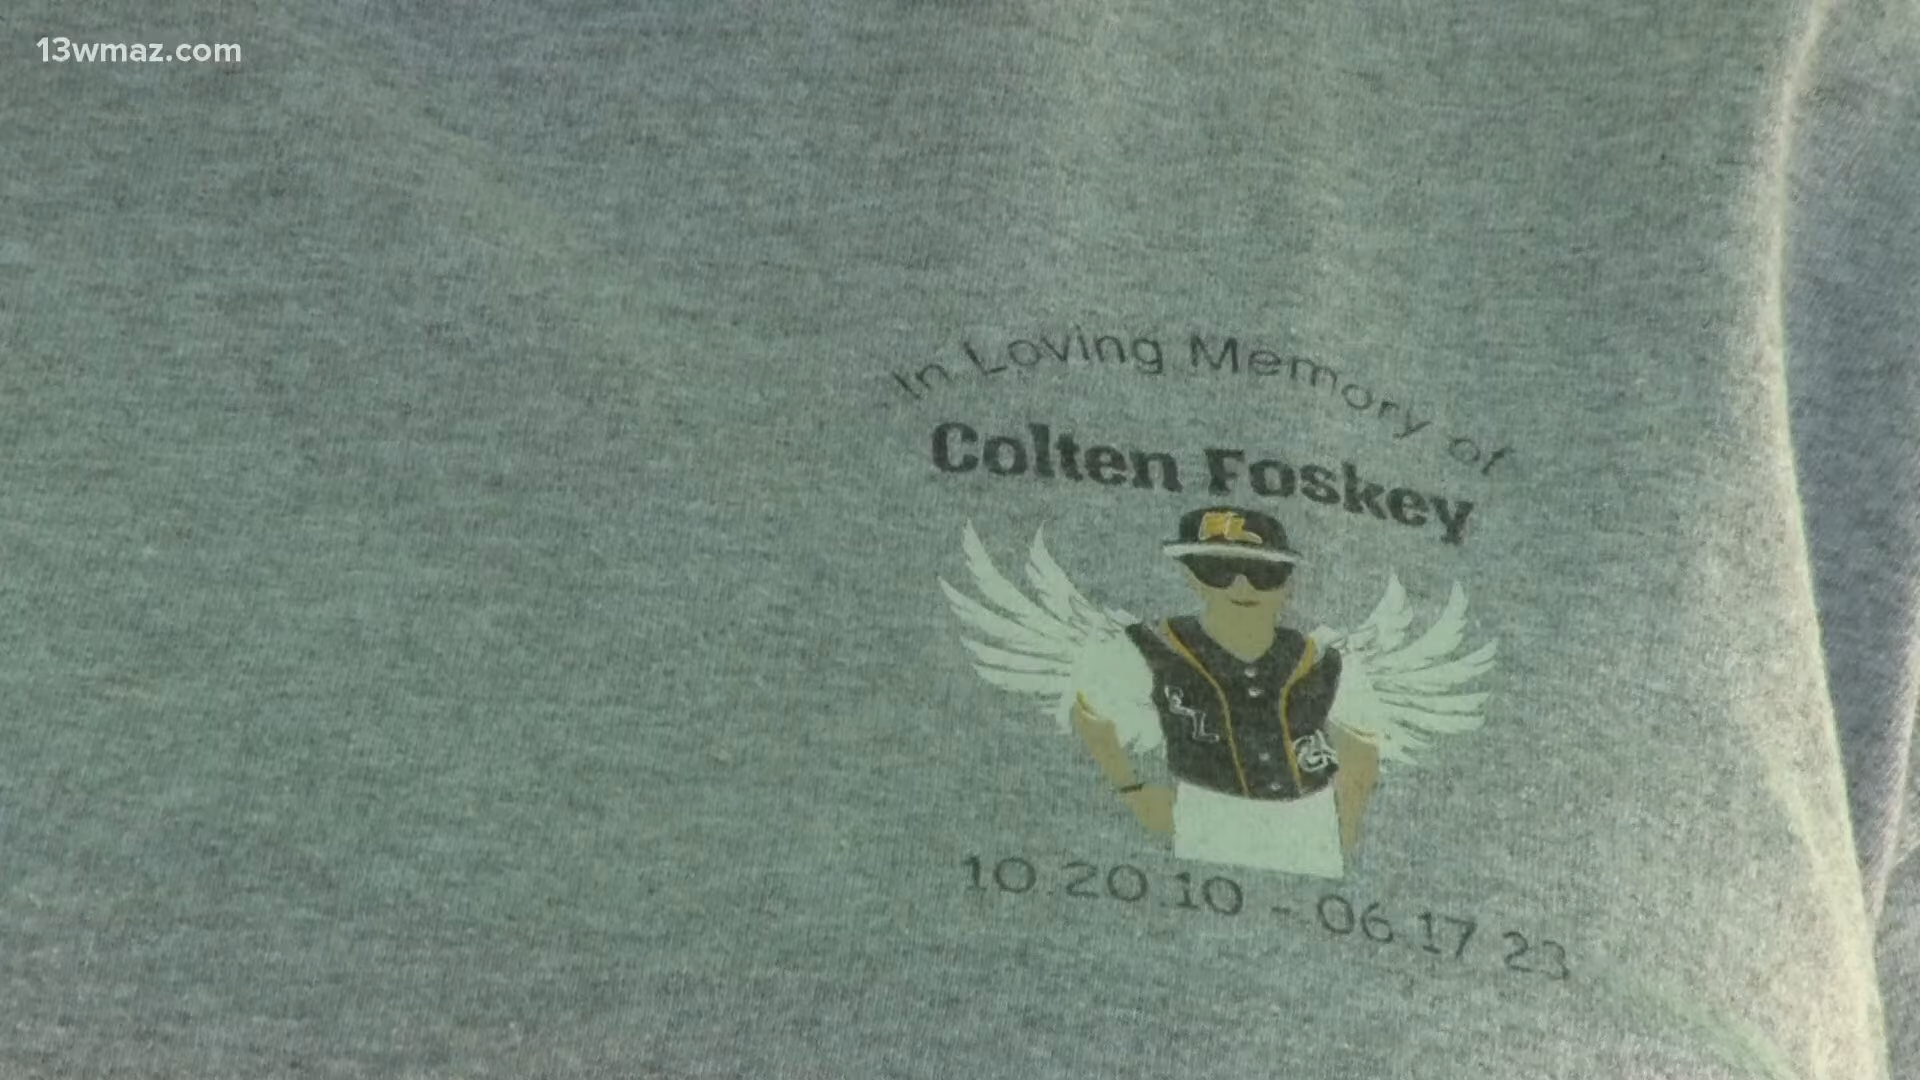 13wmaz.com
In Loving Memory of
Colten Foskey
10.20.10 - 06.17.23